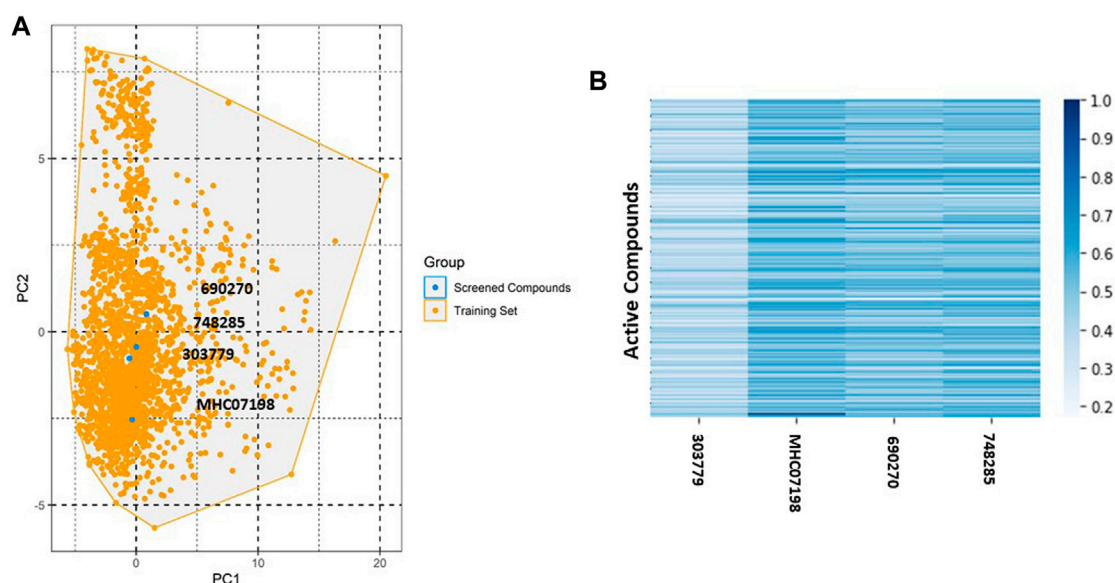 A
5
0
-5
PC2
690270
748285
303779
MHC07198
0
10
20
PC1
Group
Screened Compounds
Training Set
B
Active Compounds
303779
MHC07198
690270
748285
1.0
0.9
0.8
0.7
0.6
0.5
0.4
0.3
0.2